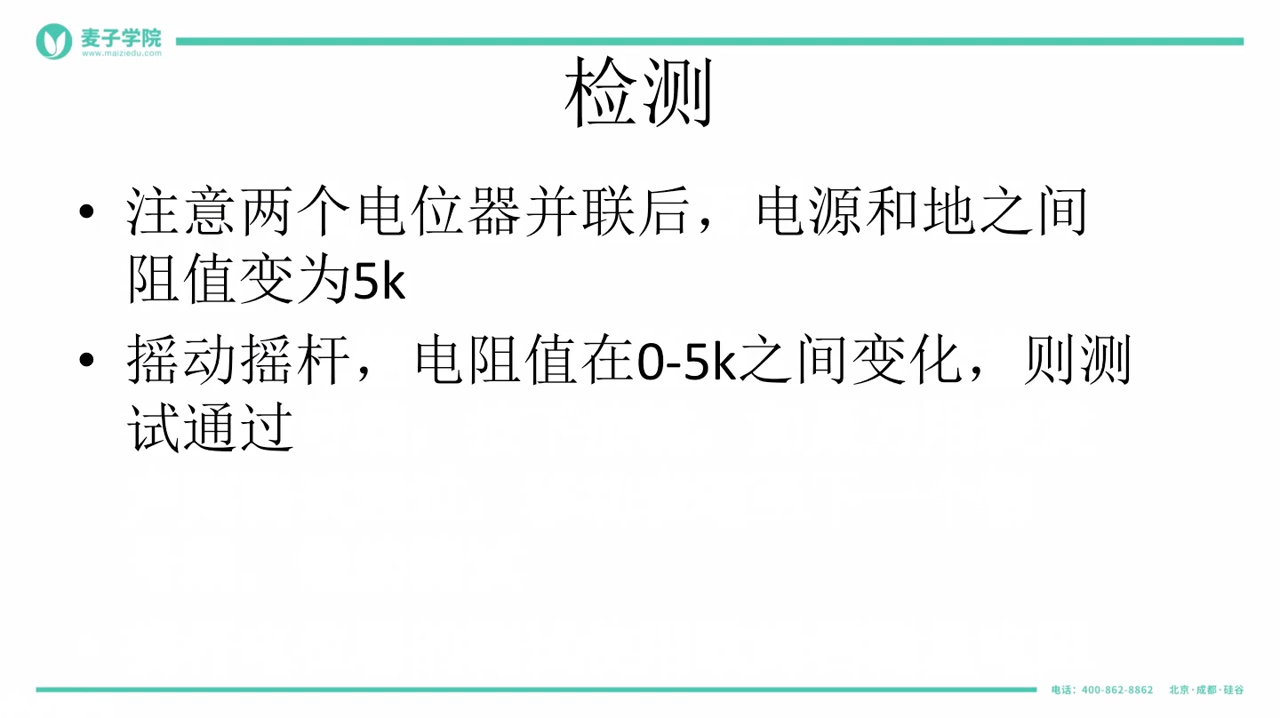 麦子学院
www.maiziedu.com
检测
• 注意两个电位器并联后，电源和地之间
阻值变为5k
• 摇动摇杆，电阻值在0-5k之间变化，则测
试通过
电话：400-862-8862 北京·成都·硅谷